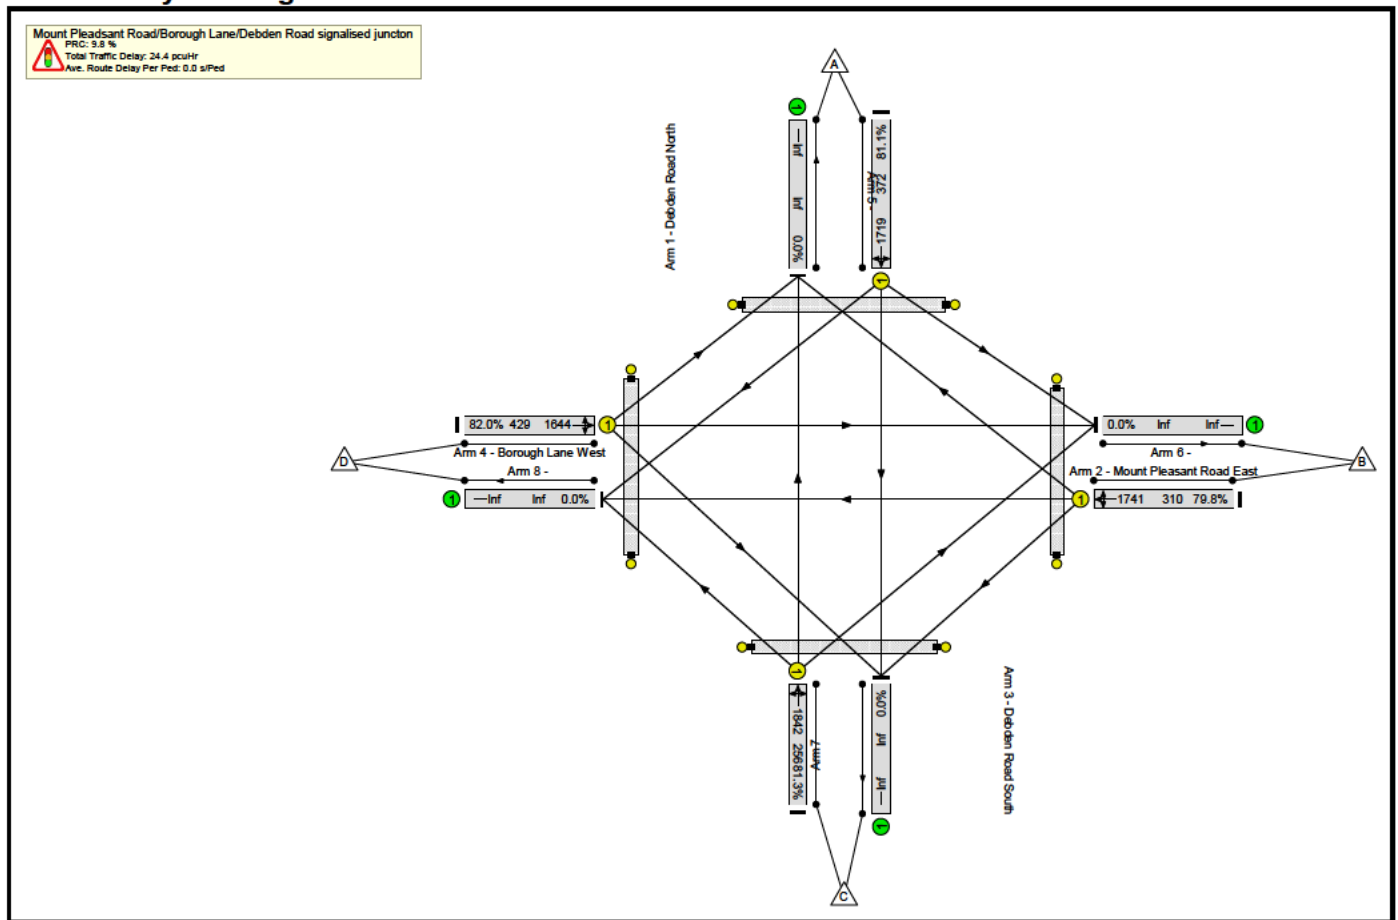 Mount Pleadsant Road/Borough Lane/Debden Road signalised juncton
PRC: 9.8 %
Total Traffic Delay: 24.4 pcuHr
Ave. Route Delay Per Ped: 0.0 s/Ped
A
1
Arm 1 - Debden Road North
Inf Inf 0.0%
1719 372 81.1%
Arm 5 -
1
82.0% 429 1644
1
0.0% Inf Inf
1
Arm 4 - Borough Lane West
Arm 6 -
D
B
Arm 8 -
Arm 2 - Mount Pleasant Road East
1
Inf Inf 0.0%
1
1741 310 79.8%
1
1842 25681.3%
Arm 7
0.0% Inf Inf
Arm 3 - Debden Road South
1
C